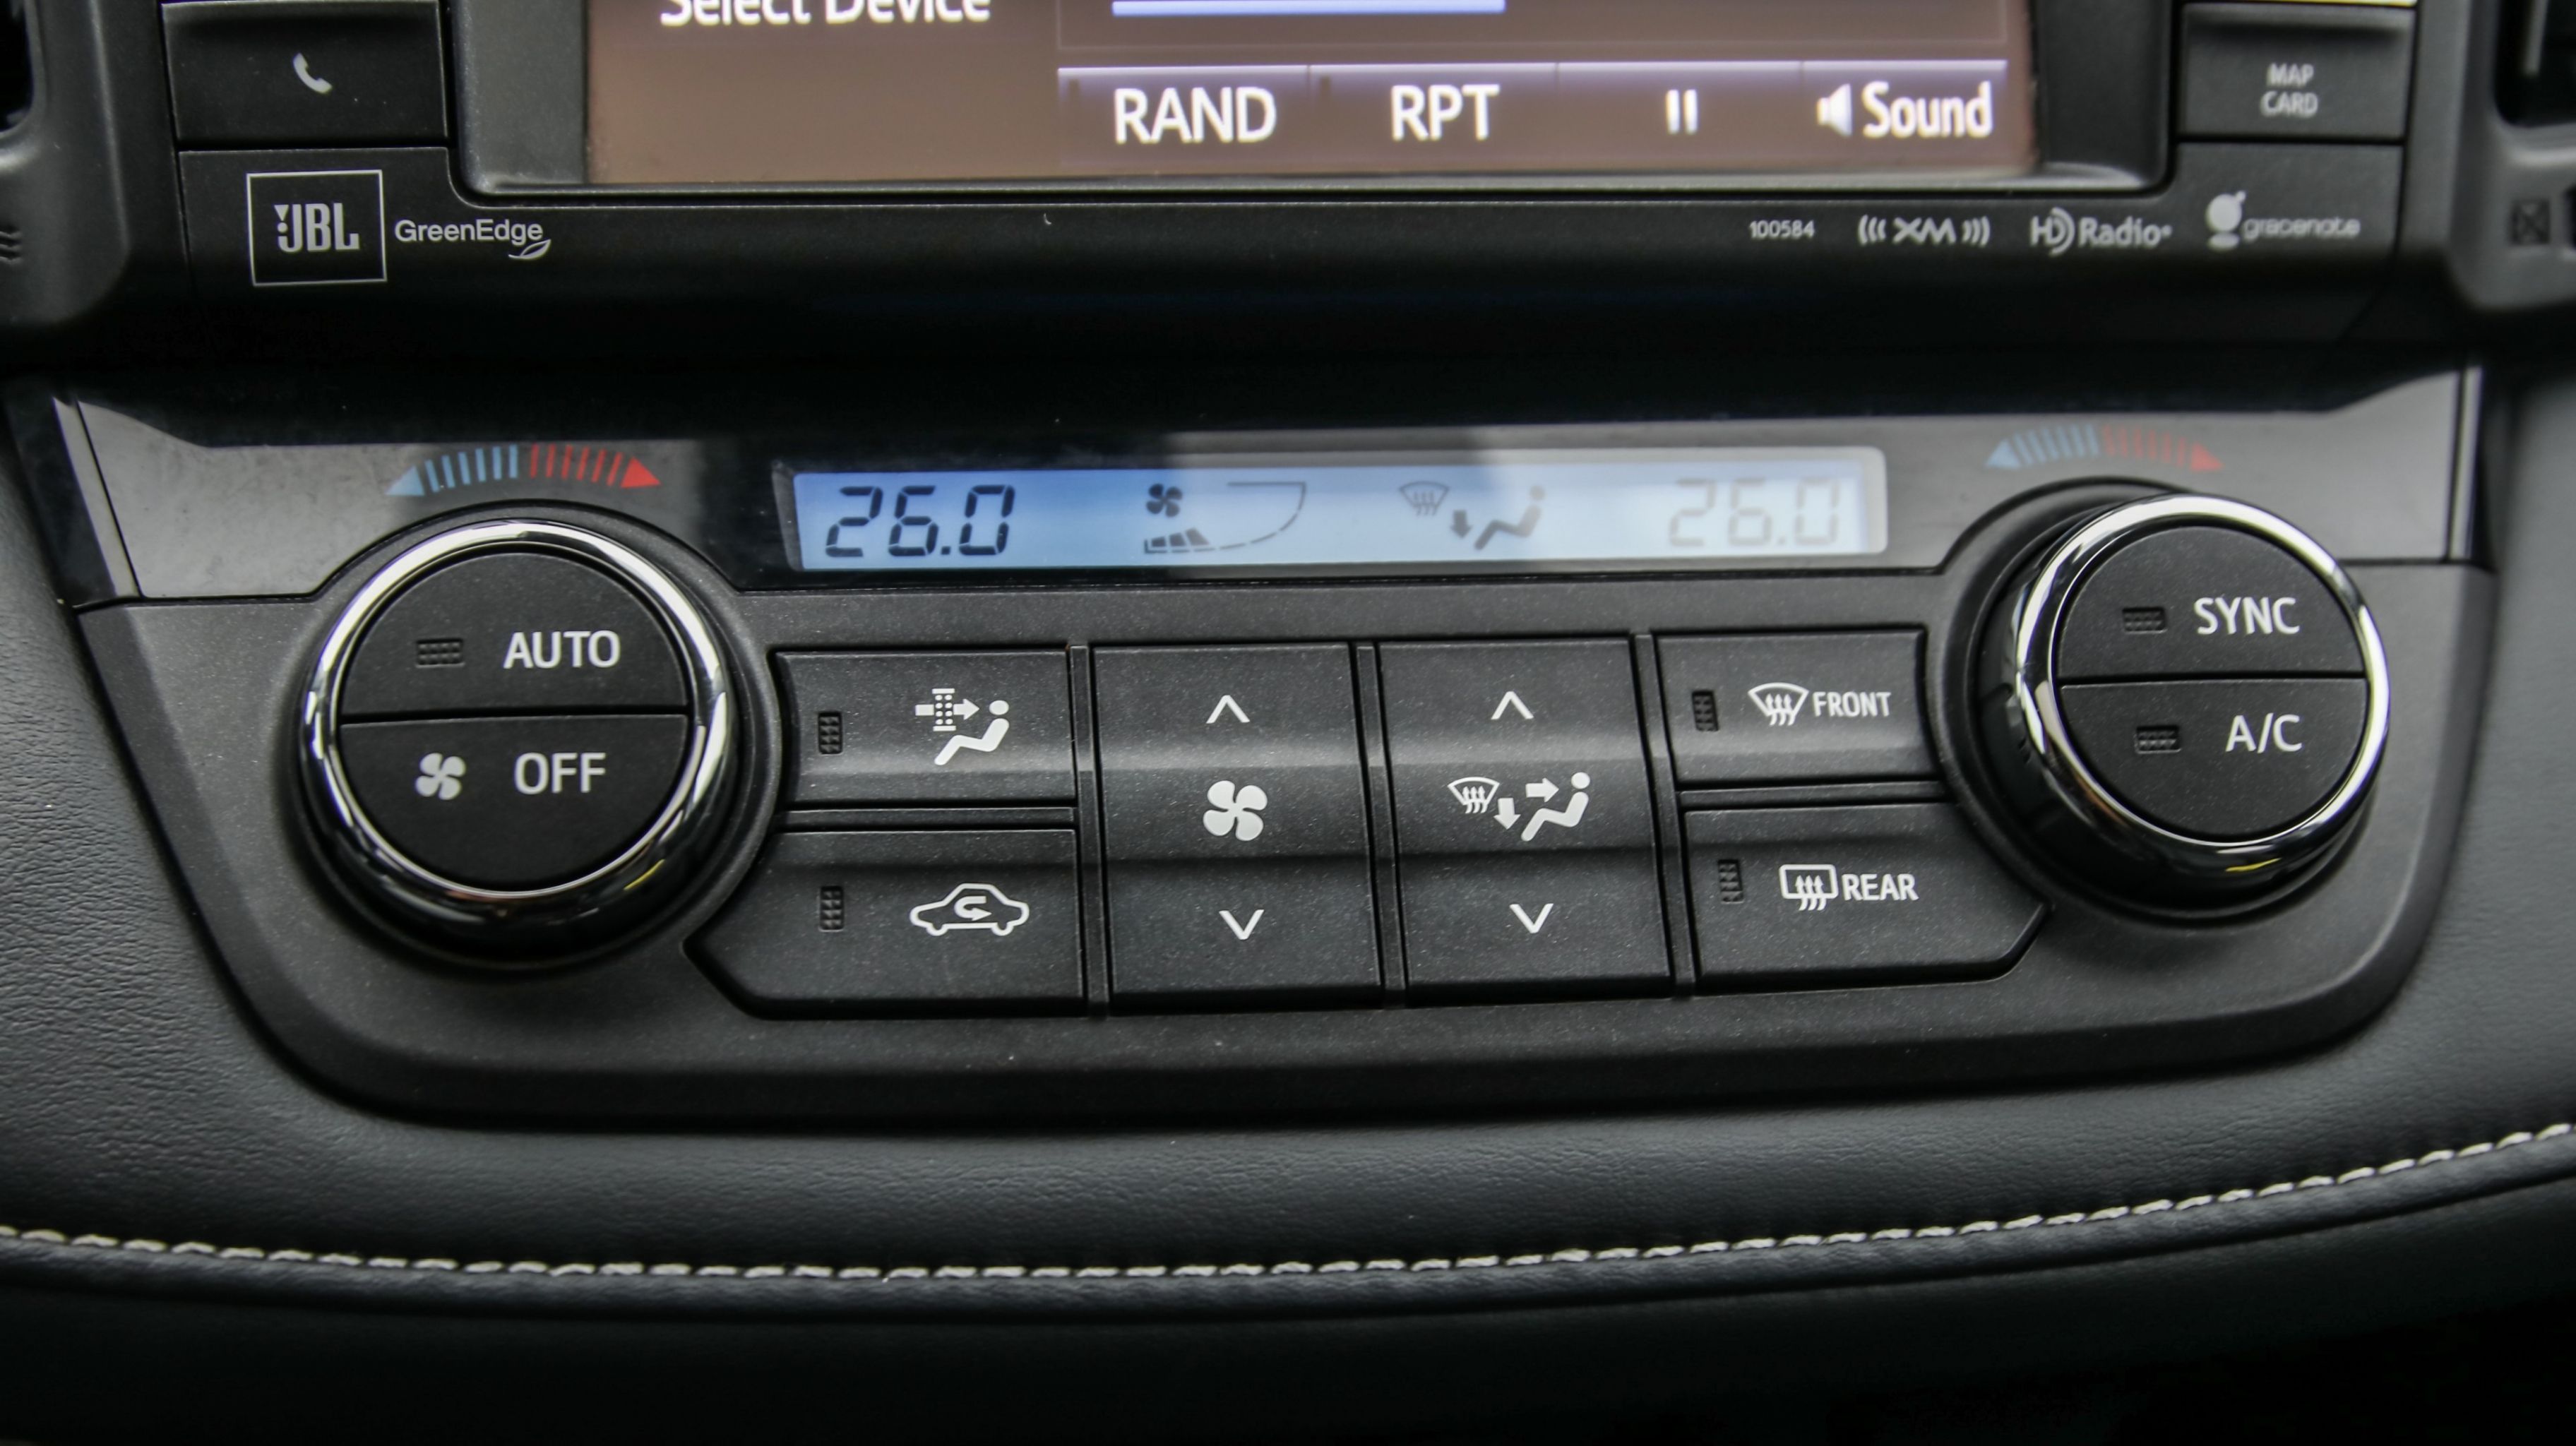 Select Device
RAND RPT Sound
MAP
CARD
JBL GreenEdge
100584 XM HD Radio gracenote
26.0 26.0
AUTO
OFF
FRONT
REAR
SYNC
A/C